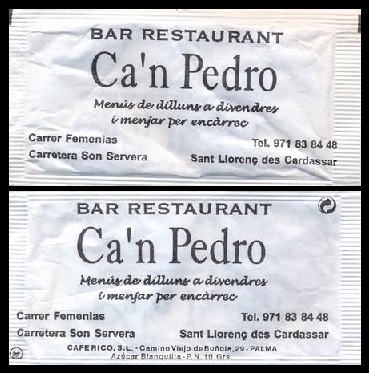 BAR RESTAURANT
Ca'n Pedro
Menús de dilluns a divendres
i menjar per encàrrec
Carrer Femenias Tel. 971 83 84 48
Carretera Son Servera Sant Llorenç des Cardassar
BAR RESTAURANT
Ca'n Pedro
Menús de dilluns a divendres
i menjar per encàrrec
Carrer Femenias Tel. 971 83 84 48
Carretera Son Servera Sant Llorenç des Cardassar
CAFERICO, S.L. - Camino Viejo de Buñola, 29 - PALMA
Azúcar Blanquilla - P.N. 10 Grs.